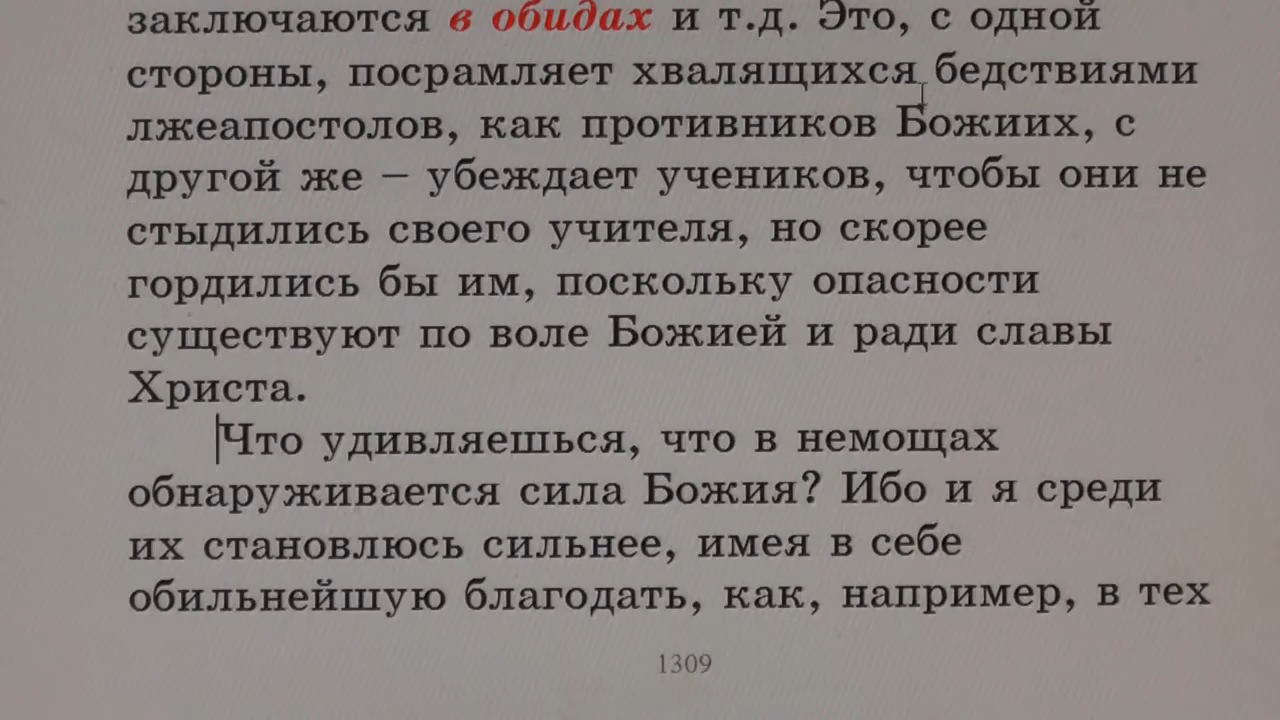 заключаются в обидах и т.д. Это, с одной
стороны, посрамляет хвалящихся бедствиями
лжеапостолов, как противников Божиих, с
другой же – убеждает учеников, чтобы они не
стыдились своего учителя, но скорее
гордились бы им, поскольку опасности
существуют по воле Божией и ради славы
Христа.
Что удивляешься, что в немощах
обнаруживается сила Божия? Ибо и я среди
их становлюсь сильнее, имея в себе
обильнейшую благодать, как, например, в тех
1309